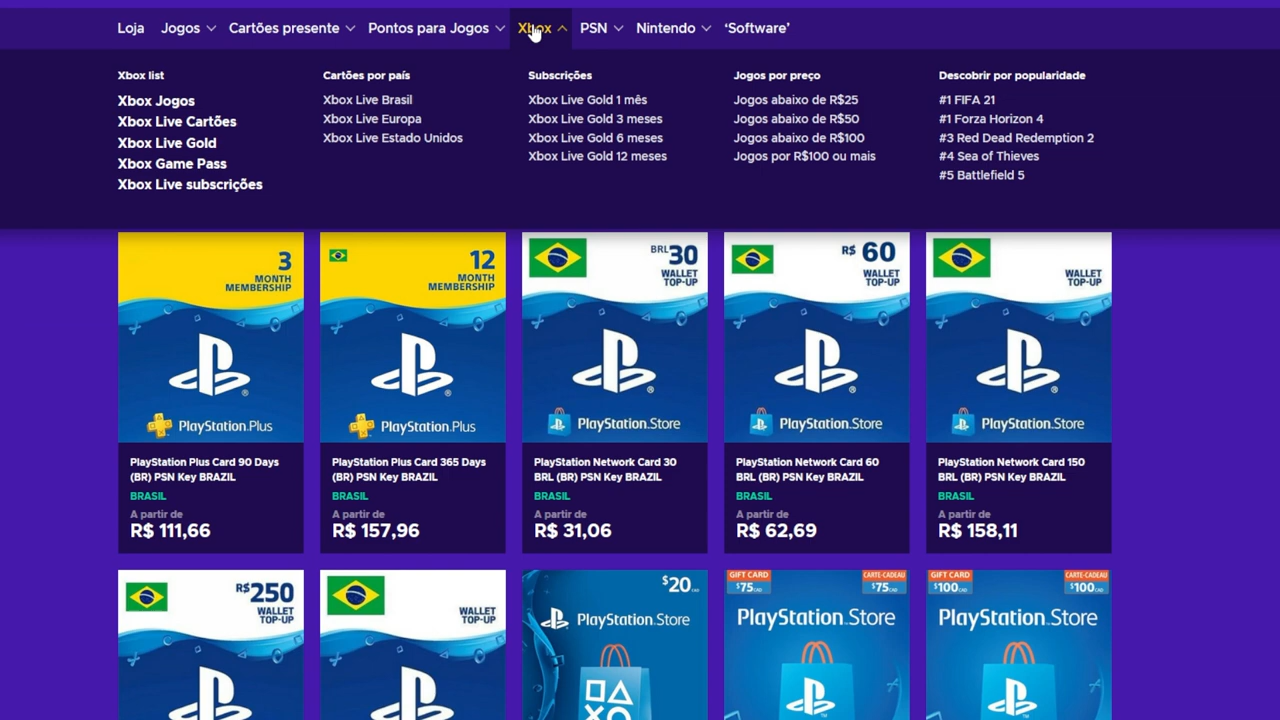 Loja Jogos Cartões presente Pontos para Jogos Xbox PSN Nintendo ‘Software’
Xbox list
Xbox Jogos
Xbox Live Cartões
Xbox Live Gold
Xbox Game Pass
Xbox Live subscrições
Cartões por país
Xbox Live Brasil
Xbox Live Europa
Xbox Live Estado Unidos
Subscrições
Xbox Live Gold 1 mês
Xbox Live Gold 3 meses
Xbox Live Gold 6 meses
Xbox Live Gold 12 meses
Jogos por preço
Jogos abaixo de R$25
Jogos abaixo de R$50
Jogos abaixo de R$100
Jogos por R$100 ou mais
Descobrir por popularidade
#1 FIFA 21
#1 Forza Horizon 4
#3 Red Dead Redemption 2
#4 Sea of Thieves
#5 Battlefield 5
3
MONTH
MEMBERSHIP
PlayStation Plus
PlayStation Plus Card 90 Days
(BR) PSN Key BRAZIL
BRASIL
A partir de
R$ 111,66
12
MONTH
MEMBERSHIP
PlayStation Plus
PlayStation Plus Card 365 Days
(BR) PSN Key BRAZIL
BRASIL
A partir de
R$ 157,96
BRL30
WALLET
TOP-UP
PlayStation Store
PlayStation Network Card 30
BRL (BR) PSN Key BRAZIL
BRASIL
A partir de
R$ 31,06
R$ 60
WALLET
TOP-UP
PlayStation Store
PlayStation Network Card 60
BRL (BR) PSN Key BRAZIL
BRASIL
A partir de
R$ 62,69
WALLET
TOP-UP
PlayStation Store
PlayStation Network Card 150
BRL (BR) PSN Key BRAZIL
BRASIL
A partir de
R$ 158,11
R$250
WALLET
TOP-UP
WALLET
TOP-UP
$20
PlayStation Store
GIFT CARD
$75
CARTE-CADEAU
$75
PlayStation Store
GIFT CARD
$100
CARTE-CADEAU
$100
PlayStation Store